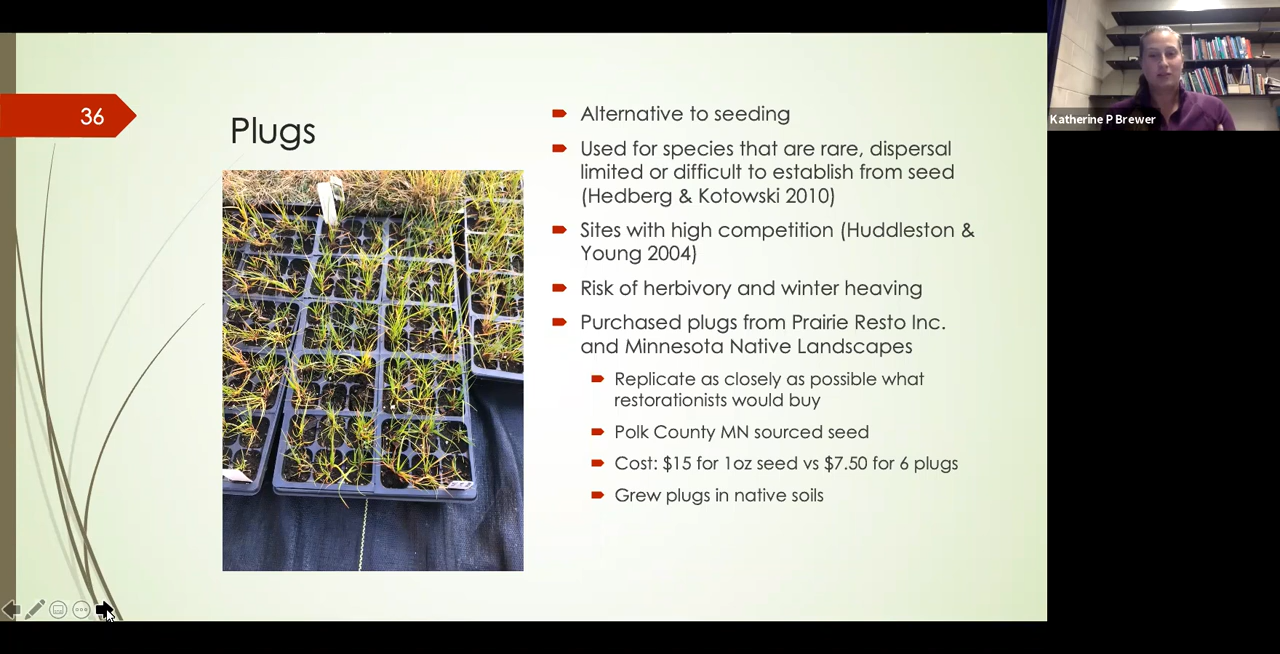 36
Plugs
Alternative to seeding
Used for species that are rare, dispersal
limited or difficult to establish from seed
(Hedberg & Kotowski 2010)
Sites with high competition (Huddleston &
Young 2004)
Risk of herbivory and winter heaving
Purchased plugs from Prairie Resto Inc.
and Minnesota Native Landscapes
Replicate as closely as possible what
restorationists would buy
Polk County MN sourced seed
Cost: $15 for 1oz seed vs $7.50 for 6 plugs
Grew plugs in native soils
Katherine P Brewer